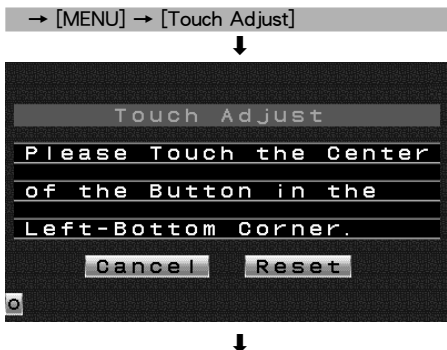 → [MENU] → [Touch Adjust]
Touch Adjust
Please Touch the Center
of the Button in the
Left-Bottom Corner.
Cancel Reset
o